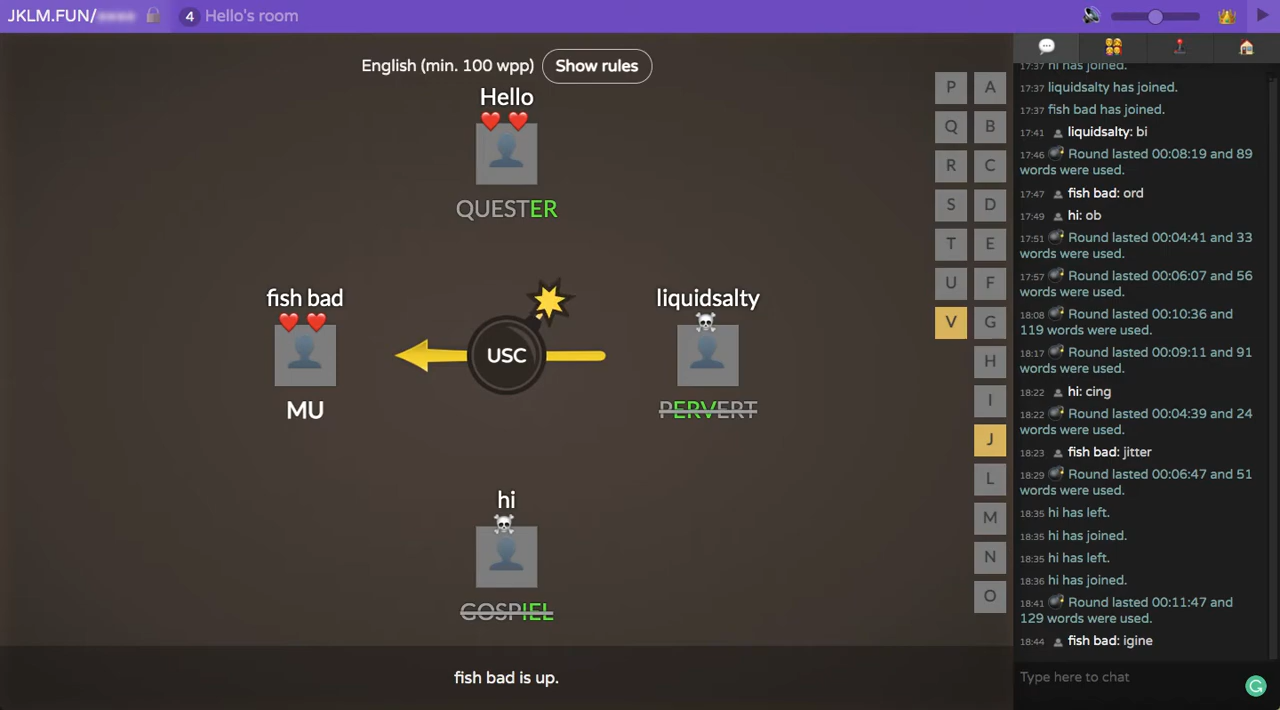 JKLM.FUN/
4 Hello's room
English (min. 100 wpp) Show rules
Hello
QUESTER
fish bad
MU
USC
liquidsalty
PERVERT
hi
GOSPIEL
fish bad is up.
P A
Q B
R C
S D
T E
U F
V G
H
I
J
L
M
N
O
17:37 hi has joined.
17:37 liquidsalty has joined.
17:37 fish bad has joined.
17:41 liquidsalty: bi
17:46 Round lasted 00:08:19 and 89
words were used.
17:47 fish bad: ord
17:49 hi: ob
17:51 Round lasted 00:04:41 and 33
words were used.
17:57 Round lasted 00:06:07 and 56
words were used.
18:08 Round lasted 00:10:36 and
119 words were used.
18:17 Round lasted 00:09:11 and 91
words were used.
18:22 hi: cing
18:22 Round lasted 00:04:39 and 24
words were used.
18:23 fish bad: jitter
18:29 Round lasted 00:06:47 and 51
words were used.
18:35 hi has left.
18:35 hi has joined.
18:35 hi has left.
18:36 hi has joined.
18:41 Round lasted 00:11:47 and
129 words were used.
18:44 fish bad: igine
Type here to chat